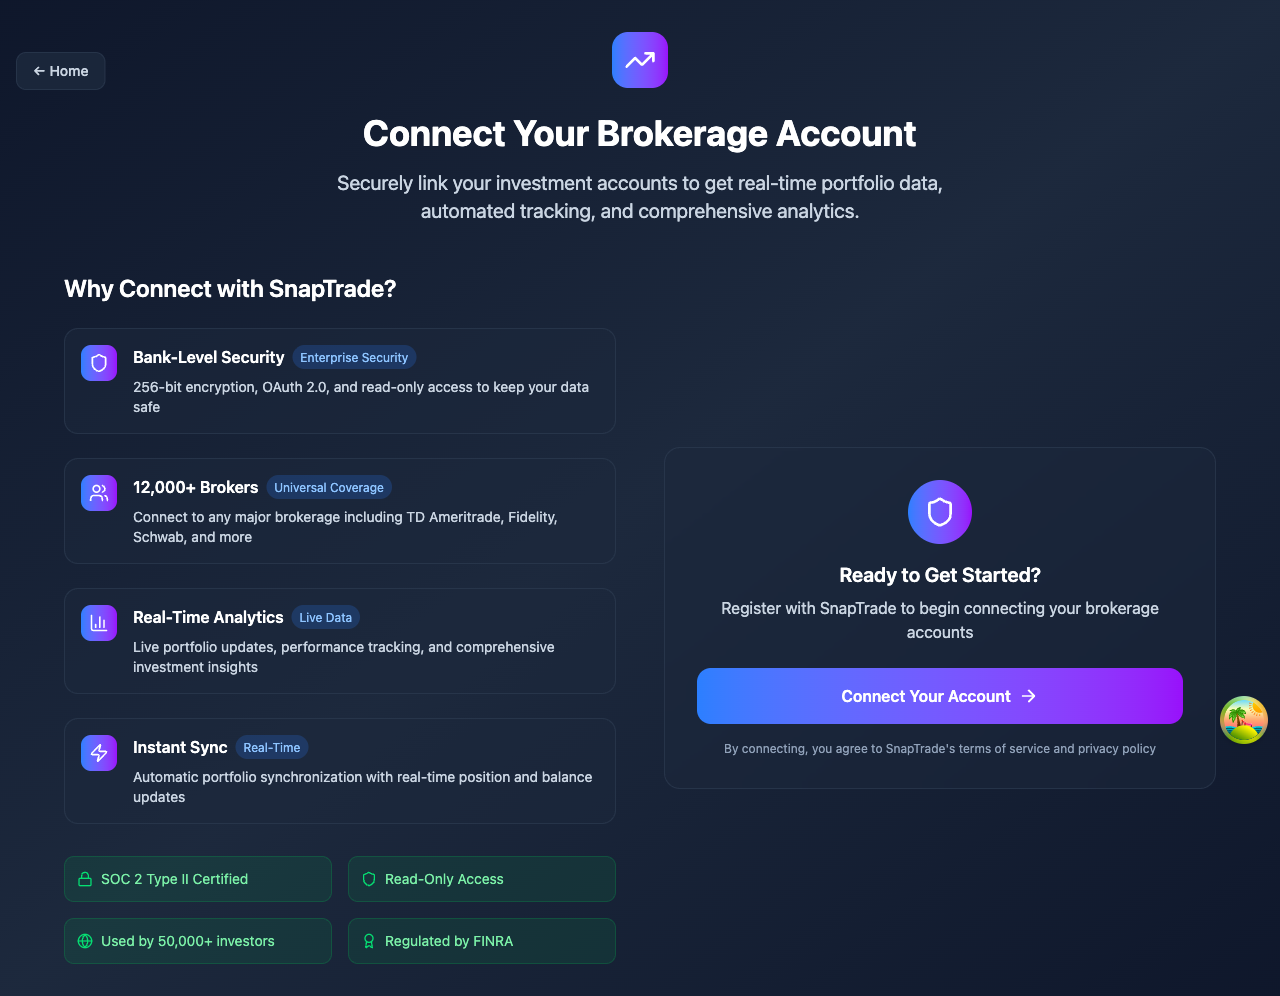 ← Home
Connect Your Brokerage Account
Securely link your investment accounts to get real-time portfolio data,
automated tracking, and comprehensive analytics.
Why Connect with SnapTrade?
Bank-Level Security Enterprise Security
256-bit encryption, OAuth 2.0, and read-only access to keep your data
safe
12,000+ Brokers Universal Coverage
Connect to any major brokerage including TD Ameritrade, Fidelity,
Schwab, and more
Real-Time Analytics Live Data
Live portfolio updates, performance tracking, and comprehensive
investment insights
Instant Sync Real-Time
Automatic portfolio synchronization with real-time position and balance
updates
SOC 2 Type II Certified
Read-Only Access
Used by 50,000+ investors
Regulated by FINRA
Ready to Get Started?
Register with SnapTrade to begin connecting your brokerage
accounts
Connect Your Account →
By connecting, you agree to SnapTrade's terms of service and privacy policy